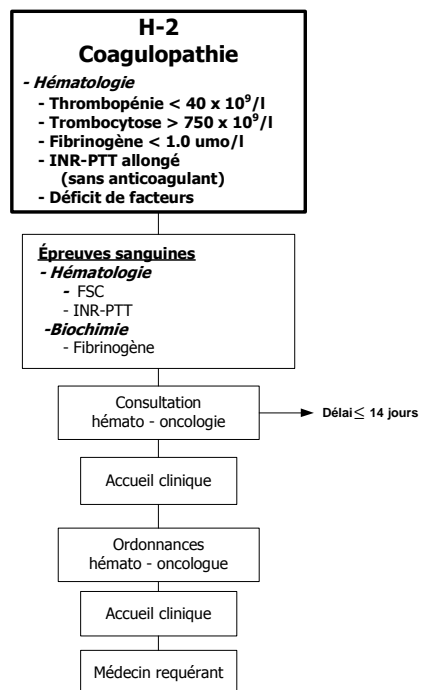 H-2
Coagulopathie
- Hématologie
- Thrombopénie < 40 x 10⁹/l
- Trombocytose > 750 x 10⁹/l
- Fibrinogène < 1.0 umo/l
- INR-PTT allongé
(sans anticoagulant)
- Déficit de facteurs
Épreuves sanguines
- Hématologie
- FSC
- INR-PTT
-Biochimie
- Fibrinogène
Consultation
hémato - oncologie
Délai ≤ 14 jours
Accueil clinique
Ordonnances
hémato - oncologue
Accueil clinique
Médecin requérant